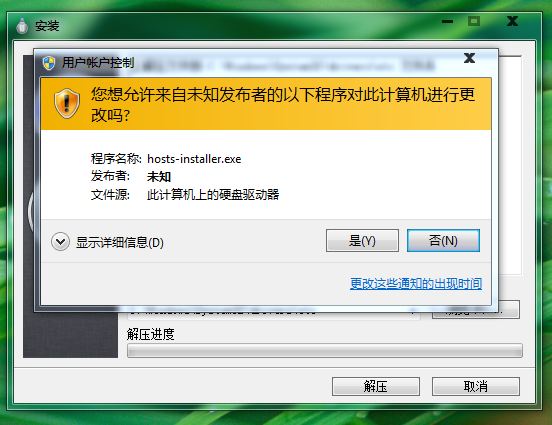 安装
用户帐户控制
您想允许来自未知发布者的以下程序对此计算机进行更
改吗?
程序名称: hosts-installer.exe
发布者: 未知
文件源: 此计算机上的硬盘驱动器
显示详细信息(D)
是(Y)
否(N)
更改这些通知的出现时间
解压进度
解压
取消